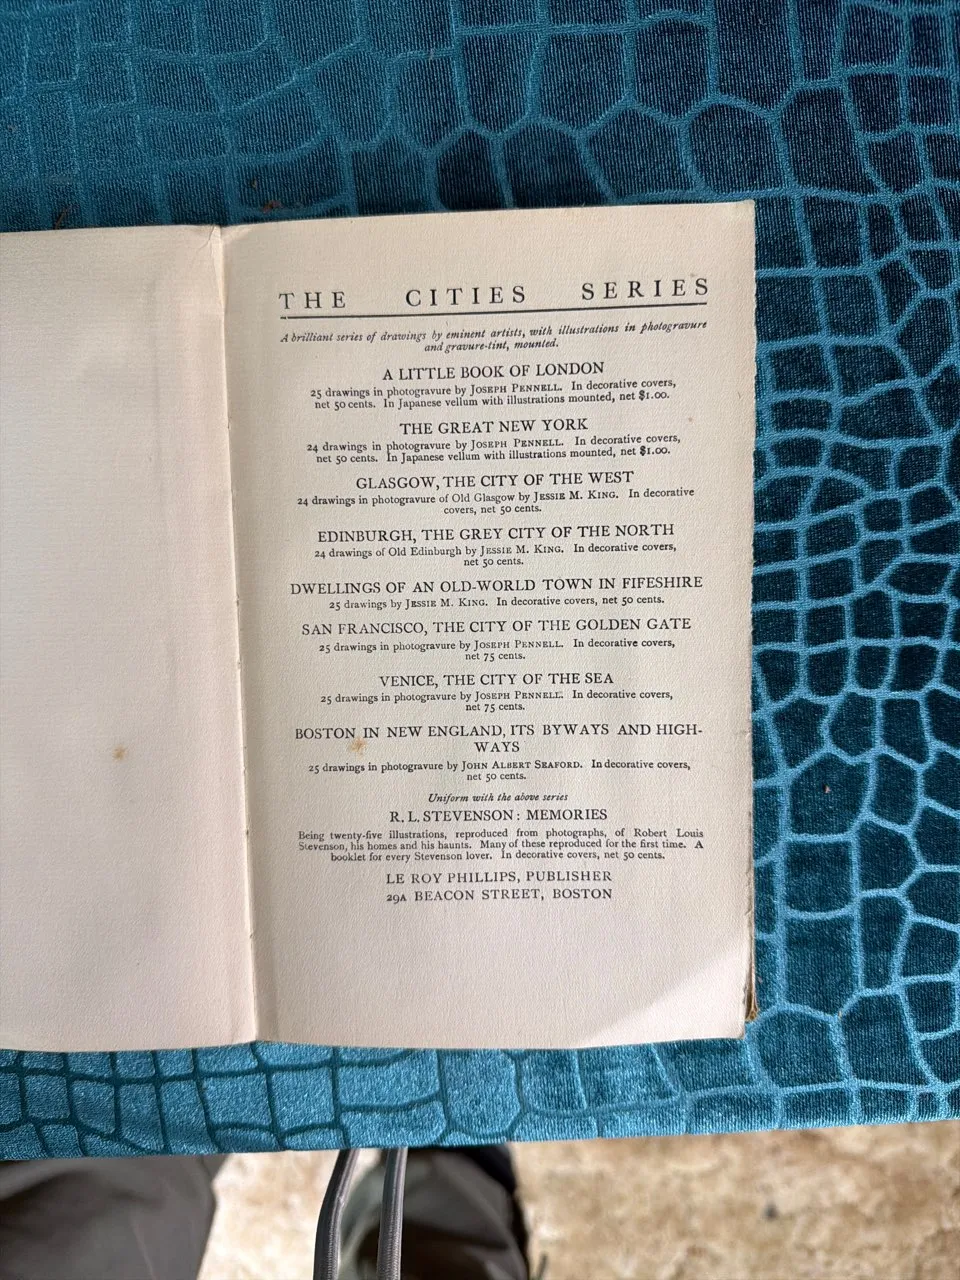 THE CITIES SERIES
A brilliant series of drawings by eminent artists, with illustrations in photogravure
and gravure-tint, mounted.
A LITTLE BOOK OF LONDON
25 drawings in photogravure by JOSEPH PENNELL. In decorative covers,
net 50 cents. In Japanese vellum with illustrations mounted, net $1.00.
THE GREAT NEW YORK
24 drawings in photogravure by JOSEPH PENNELL. In decorative covers,
net 50 cents. In Japanese vellum with illustrations mounted, net $1.00.
GLASGOW, THE CITY OF THE WEST
24 drawings in photogravure of Old Glasgow by JESSIE M. KING. In decorative
covers, net 50 cents.
EDINBURGH, THE GREY CITY OF THE NORTH
24 drawings of Old Edinburgh by JESSIE M. KING. In decorative covers,
net 50 cents.
DWELLINGS OF AN OLD-WORLD TOWN IN FIFESHIRE
25 drawings by JESSIE M. KING. In decorative covers, net 50 cents.
SAN FRANCISCO, THE CITY OF THE GOLDEN GATE
25 drawings in photogravure by JOSEPH PENNELL. In decorative covers,
net 75 cents.
VENICE, THE CITY OF THE SEA
25 drawings in photogravure by JOSEPH PENNELL. In decorative covers,
net 75 cents.
BOSTON IN NEW ENGLAND, ITS BYWAYS AND HIGH-
WAYS
25 drawings in photogravure by JOHN ALBERT SEAFORD. In decorative covers,
net 50 cents.
Uniform with the above series
R. L. STEVENSON: MEMORIES
Being twenty-five illustrations, reproduced from photographs, of Robert Louis
Stevenson, his homes and his haunts. Many of these reproduced for the first time. A
booklet for every Stevenson lover. In decorative covers, net 50 cents.
LE ROY PHILLIPS, PUBLISHER
29A BEACON STREET, BOSTON